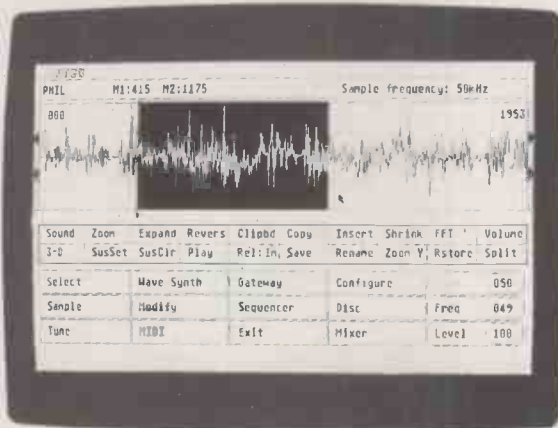 PHIL M1:415 M2:1175 Sample frequency: 50kHz
000 1953
Sound Zoom Expand Revers Clipbd Copy Insert Shrink FFT Volume
3-D SusSet SusClr Play Rel:Im, Save Rename Zoom Y Rstore Split
Select Wave Synth Gateway Configure 050
Sample Modify Sequencer Disc Freq 049
Tune MIDI Exit Mixer Level 100